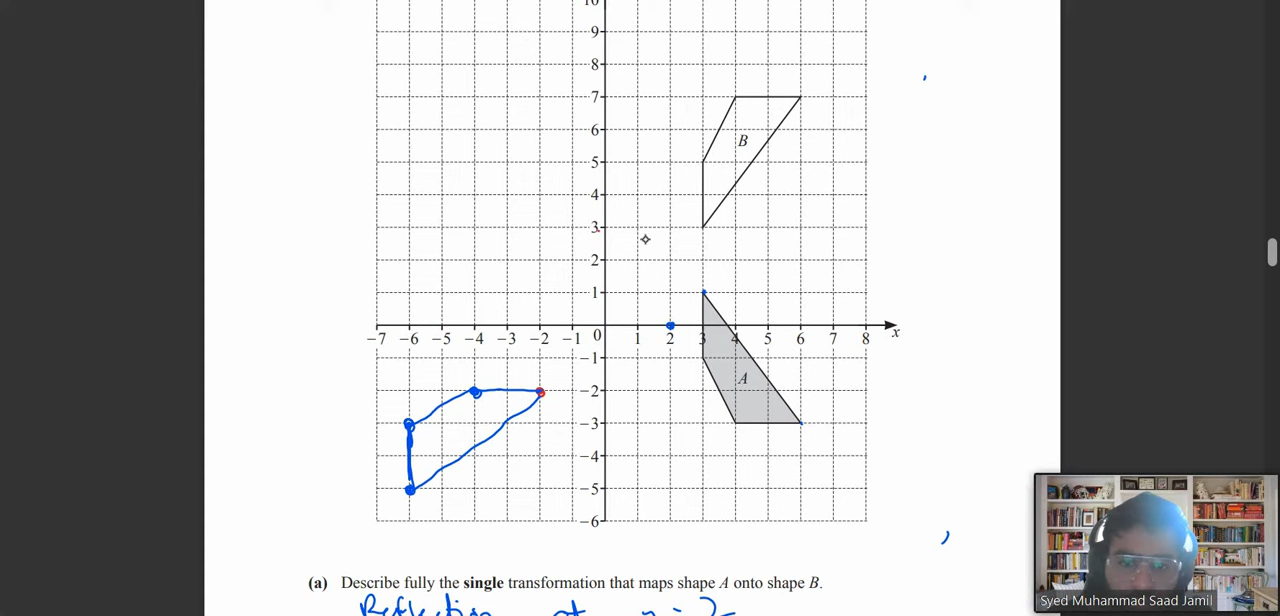 10
9
8
7
6
B
5
4
3
2
1
−7 −6 −5 −4 −3 −2 −1 0 1 2 3 4 5 6 7 8 x
−1
A
−2
−3
−4
−5
−6
(a) Describe fully the single transformation that maps shape A onto shape B.
Reflection at
Syed Muhammad Saad Jamil